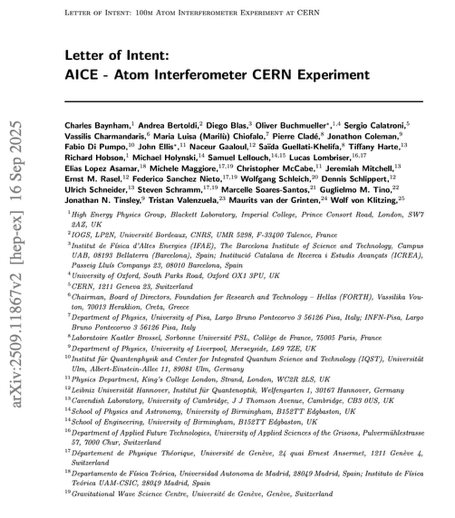 LETTER OF INTENT: 100M ATOM INTERFEROMETER EXPERIMENT AT CERN
Letter of Intent:
AICE - Atom Interferometer CERN Experiment
arXiv:2509.11867v2 [hep-ex] 16 Sep 2025
Charles Baynham,1 Andrea Bertoldi,2 Diego Blas,3 Oliver Buchmueller*,1,4 Sergio Calatroni,5
Vassilis Charmandaris,6 Maria Luisa (Marilù) Chiofalo,7 Pierre Cladé,8 Jonathon Coleman,9
Fabio Di Pumpo,10 John Ellis*,11 Naceur Gaaloul,12 Saïda Guellati-Khelifa,8 Tiffany Harte,13
Richard Hobson,1 Michael Holynski,14 Samuel Lellouch,14,15 Lucas Lombriser,16,17
Elias Lopez Asamar,18 Michele Maggiore,17,19 Christopher McCabe,11 Jeremiah Mitchell,13
Ernst M. Rasel,12 Federico Sanchez Nieto,17,19 Wolfgang Schleich,20 Dennis Schlippert,12
Ulrich Schneider,13 Steven Schramm,17,19 Marcelle Soares-Santos,21 Guglielmo M. Tino,22
Jonathan N. Tinsley,9 Tristan Valenzuela,23 Maurits van der Grinten,24 Wolf von Klitzing,25
1High Energy Physics Group, Blackett Laboratory, Imperial College, Prince Consort Road, London, SW7
2AZ, UK
2IOGS, LP2N, Université Bordeaux, CNRS, UMR 5298, F-33400 Talence, France
3Institut de Física d'Altes Energies (IFAE), The Barcelona Institute of Science and Technology, Campus
UAB, 08193 Bellaterra (Barcelona), Spain; Institució Catalana de Recerca i Estudis Avançats (ICREA),
Passeig Lluís Companys 23, 08010 Barcelona, Spain
4University of Oxford, South Parks Road, Oxford OX1 3PU, UK
5CERN, 1211 Geneva 23, Switzerland
6Chairman, Board of Directors, Foundation for Research and Technology - Hellas (FORTH), Vassilika Vou-
ton, 70013 Heraklion, Crete, Greece
7Department of Physics, University of Pisa, Largo Bruno Pontecorvo 3 56126 Pisa, Italy; INFN-Pisa, Largo
Bruno Pontecorvo 3 56126 Pisa, Italy
8Laboratoire Kastler Brossel, Sorbonne Université PSL, Collège de France, 75005 Paris, France
9Department of Physics, University of Liverpool, Merseyside, L69 7ZE, UK
10Institut für Quantenphysik and Center for Integrated Quantum Science and Technology (IQST), Universität
Ulm, Albert-Einstein-Allee 11, 89081 Ulm, Germany
11Physics Department, King's College London, Strand, London, WC2R 2LS, UK
12Leibniz Universität Hannover, Institut für Quantenoptik, Welfengarten 1, 30167 Hannover, Germany
13Cavendish Laboratory, University of Cambridge, J J Thomson Avenue, Cambridge, CB3 0US, UK
14School of Physics and Astronomy, University of Birmingham, B152TT Edgbaston, UK
14School of Engineering, University of Birmingham, B152TT Edgbaston, UK
16Department of Applied Future Technologies, University of Applied Sciences of the Grisons, Pulvermühlestrasse
57, 7000 Chur, Switzerland
17Département de Physique Théorique, Université de Genève, 24 quai Ernest Ansermet, 1211 Genève 4,
Switzerland
18Departamento de Física Teórica, Universidad Autonoma de Madrid, 28049 Madrid, Spain; Instituto de Física
Teórica UAM-CSIC, 28049 Madrid, Spain
19Gravitational Wave Science Centre, Université de Genève, Genève, Switzerland